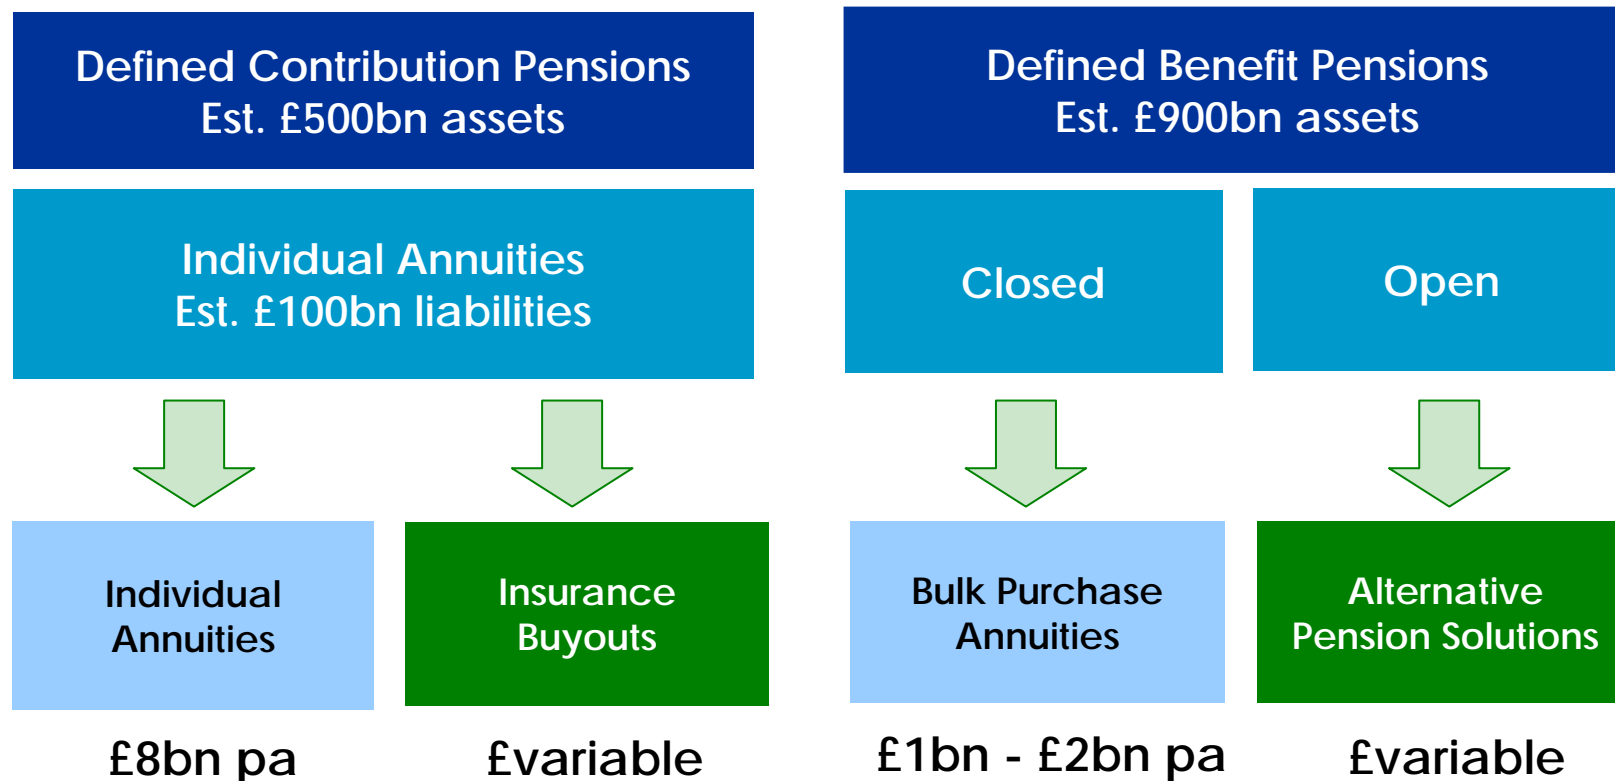 Defined Contribution Pensions
Est. £500bn assets
Defined Benefit Pensions
Est. £900bn assets
Individual Annuities
Est. £100bn liabilities
Closed
Open
Individual
Annuities
Insurance
Buyouts
Bulk Purchase
Annuities
Alternative
Pension Solutions
£8bn pa
£variable
£1bn - £2bn pa
£variable